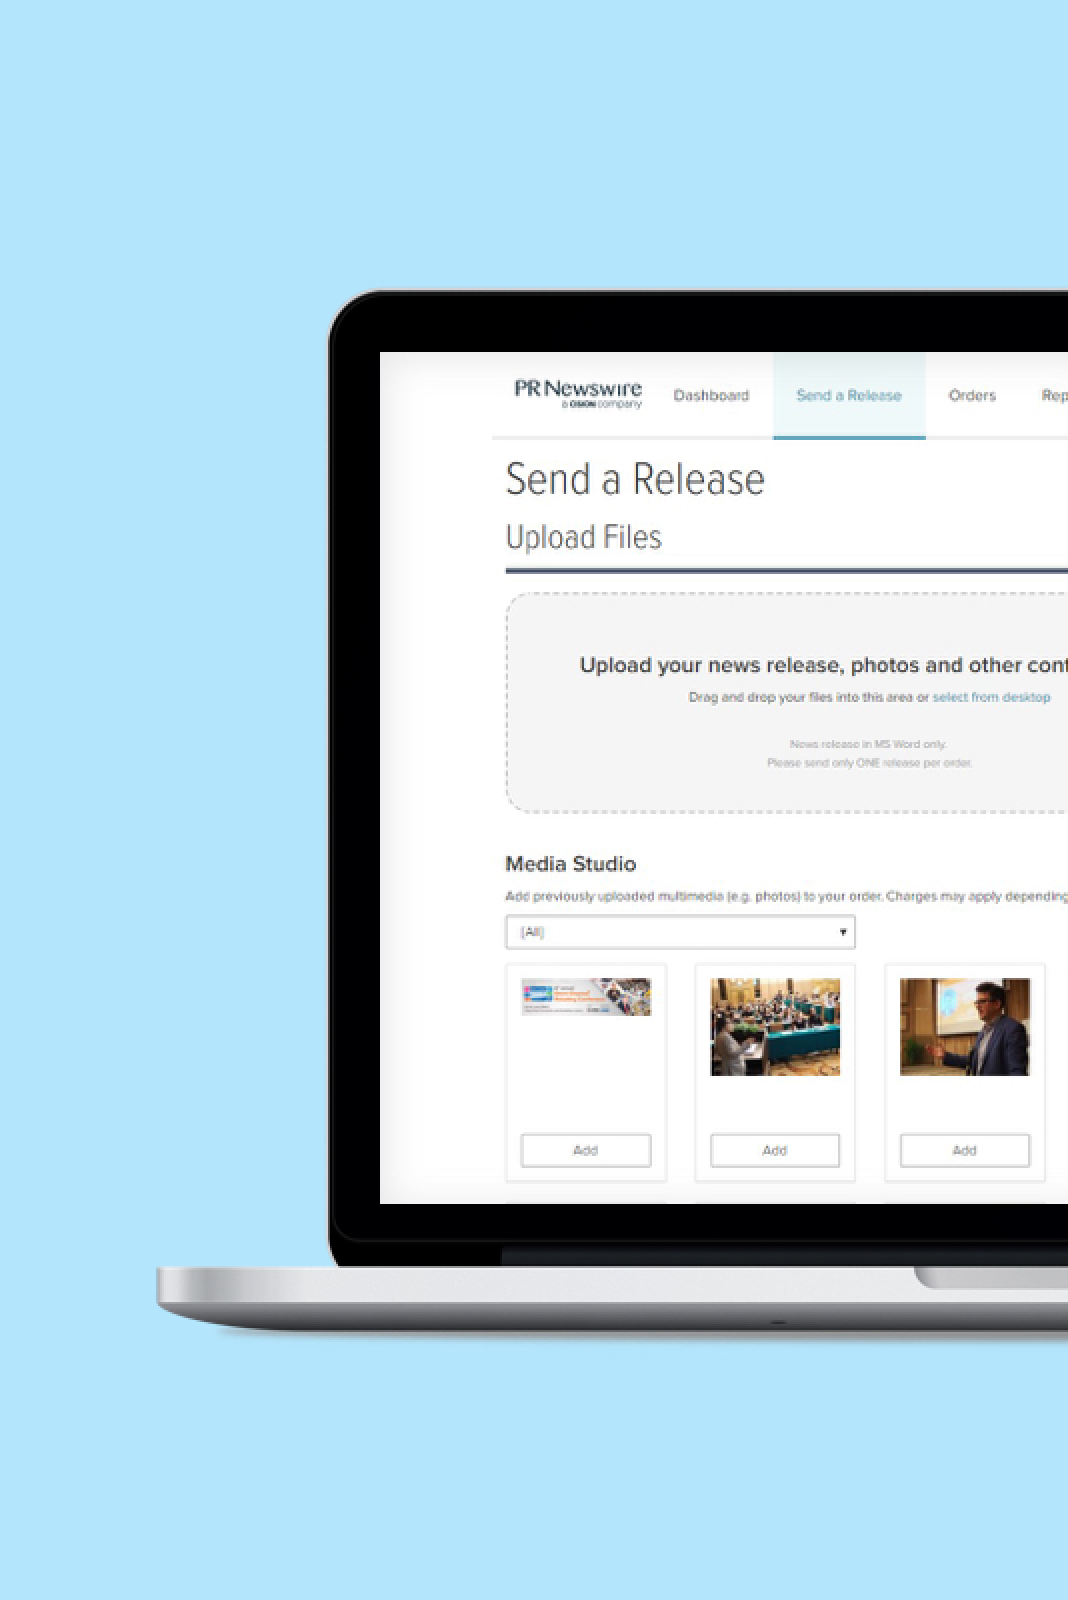 PR Newswire
a CISION company
Dashboard
Send a Release
Orders
Rep
Send a Release
Upload Files
Upload your news release, photos and other cont
Drag and drop your files into this area or select from desktop
News release in MS Word only.
Please send only ONE release per order.
Media Studio
Add previously uploaded multimedia (e.g. photos) to your order. Charges may apply depending
(All)
Add
Add
Add